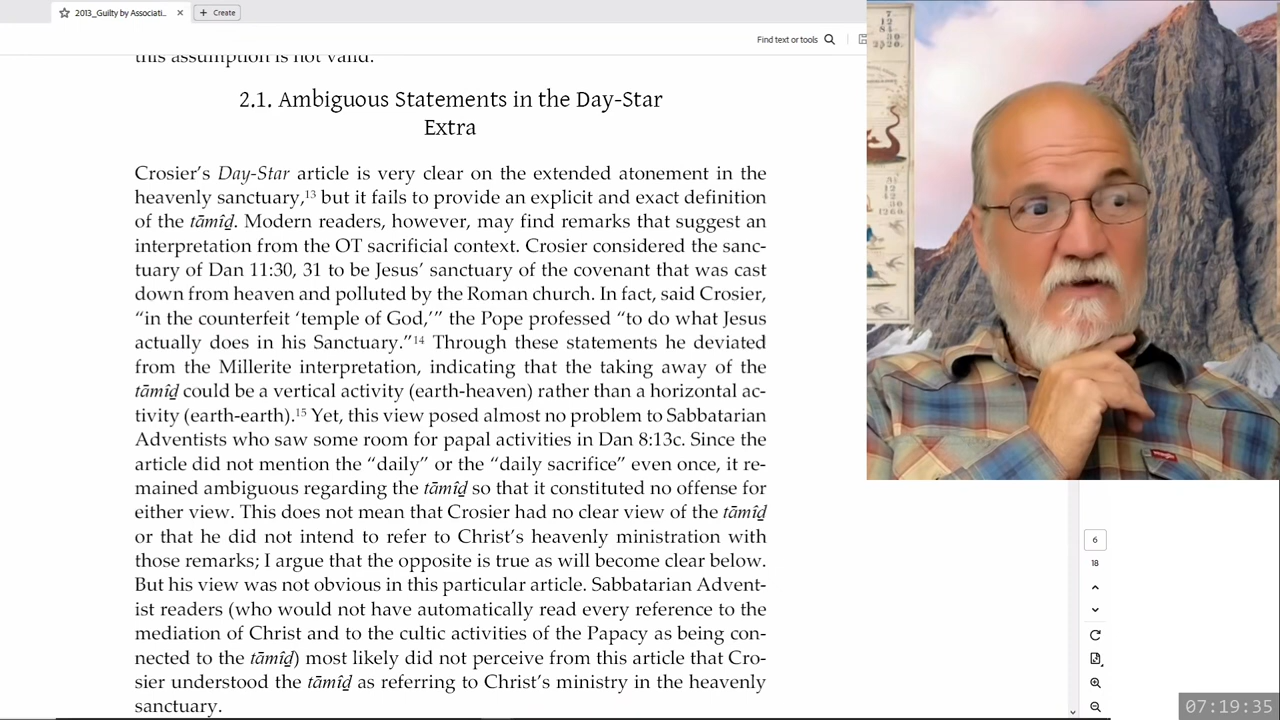 2013_Guilty by Associati...
Create
Find text or tools
this assumption is not valid.
2.1. Ambiguous Statements in the Day-Star
Extra
Crosier’s Day-Star article is very clear on the extended atonement in the
heavenly sanctuary,13 but it fails to provide an explicit and exact definition
of the tāmîḏ. Modern readers, however, may find remarks that suggest an
interpretation from the OT sacrificial context. Crosier considered the sanc-
tuary of Dan 11:30, 31 to be Jesus’ sanctuary of the covenant that was cast
down from heaven and polluted by the Roman church. In fact, said Crosier,
“in the counterfeit ‘temple of God,’” the Pope professed “to do what Jesus
actually does in his Sanctuary.”14 Through these statements he deviated
from the Millerite interpretation, indicating that the taking away of the
tāmîḏ could be a vertical activity (earth-heaven) rather than a horizontal ac-
tivity (earth-earth).15 Yet, this view posed almost no problem to Sabbatarian
Adventists who saw some room for papal activities in Dan 8:13c. Since the
article did not mention the “daily” or the “daily sacrifice” even once, it re-
mained ambiguous regarding the tāmîḏ so that it constituted no offense for
either view. This does not mean that Crosier had no clear view of the tāmîḏ
or that he did not intend to refer to Christ’s heavenly ministration with
those remarks; I argue that the opposite is true as will become clear below.
But his view was not obvious in this particular article. Sabbatarian Advent-
ist readers (who would not have automatically read every reference to the
mediation of Christ and to the cultic activities of the Papacy as being con-
nected to the tāmîḏ) most likely did not perceive from this article that Cro-
sier understood the tāmîḏ as referring to Christ’s ministry in the heavenly
sanctuary.
6
18
7
12
Wrangler
07:19:35